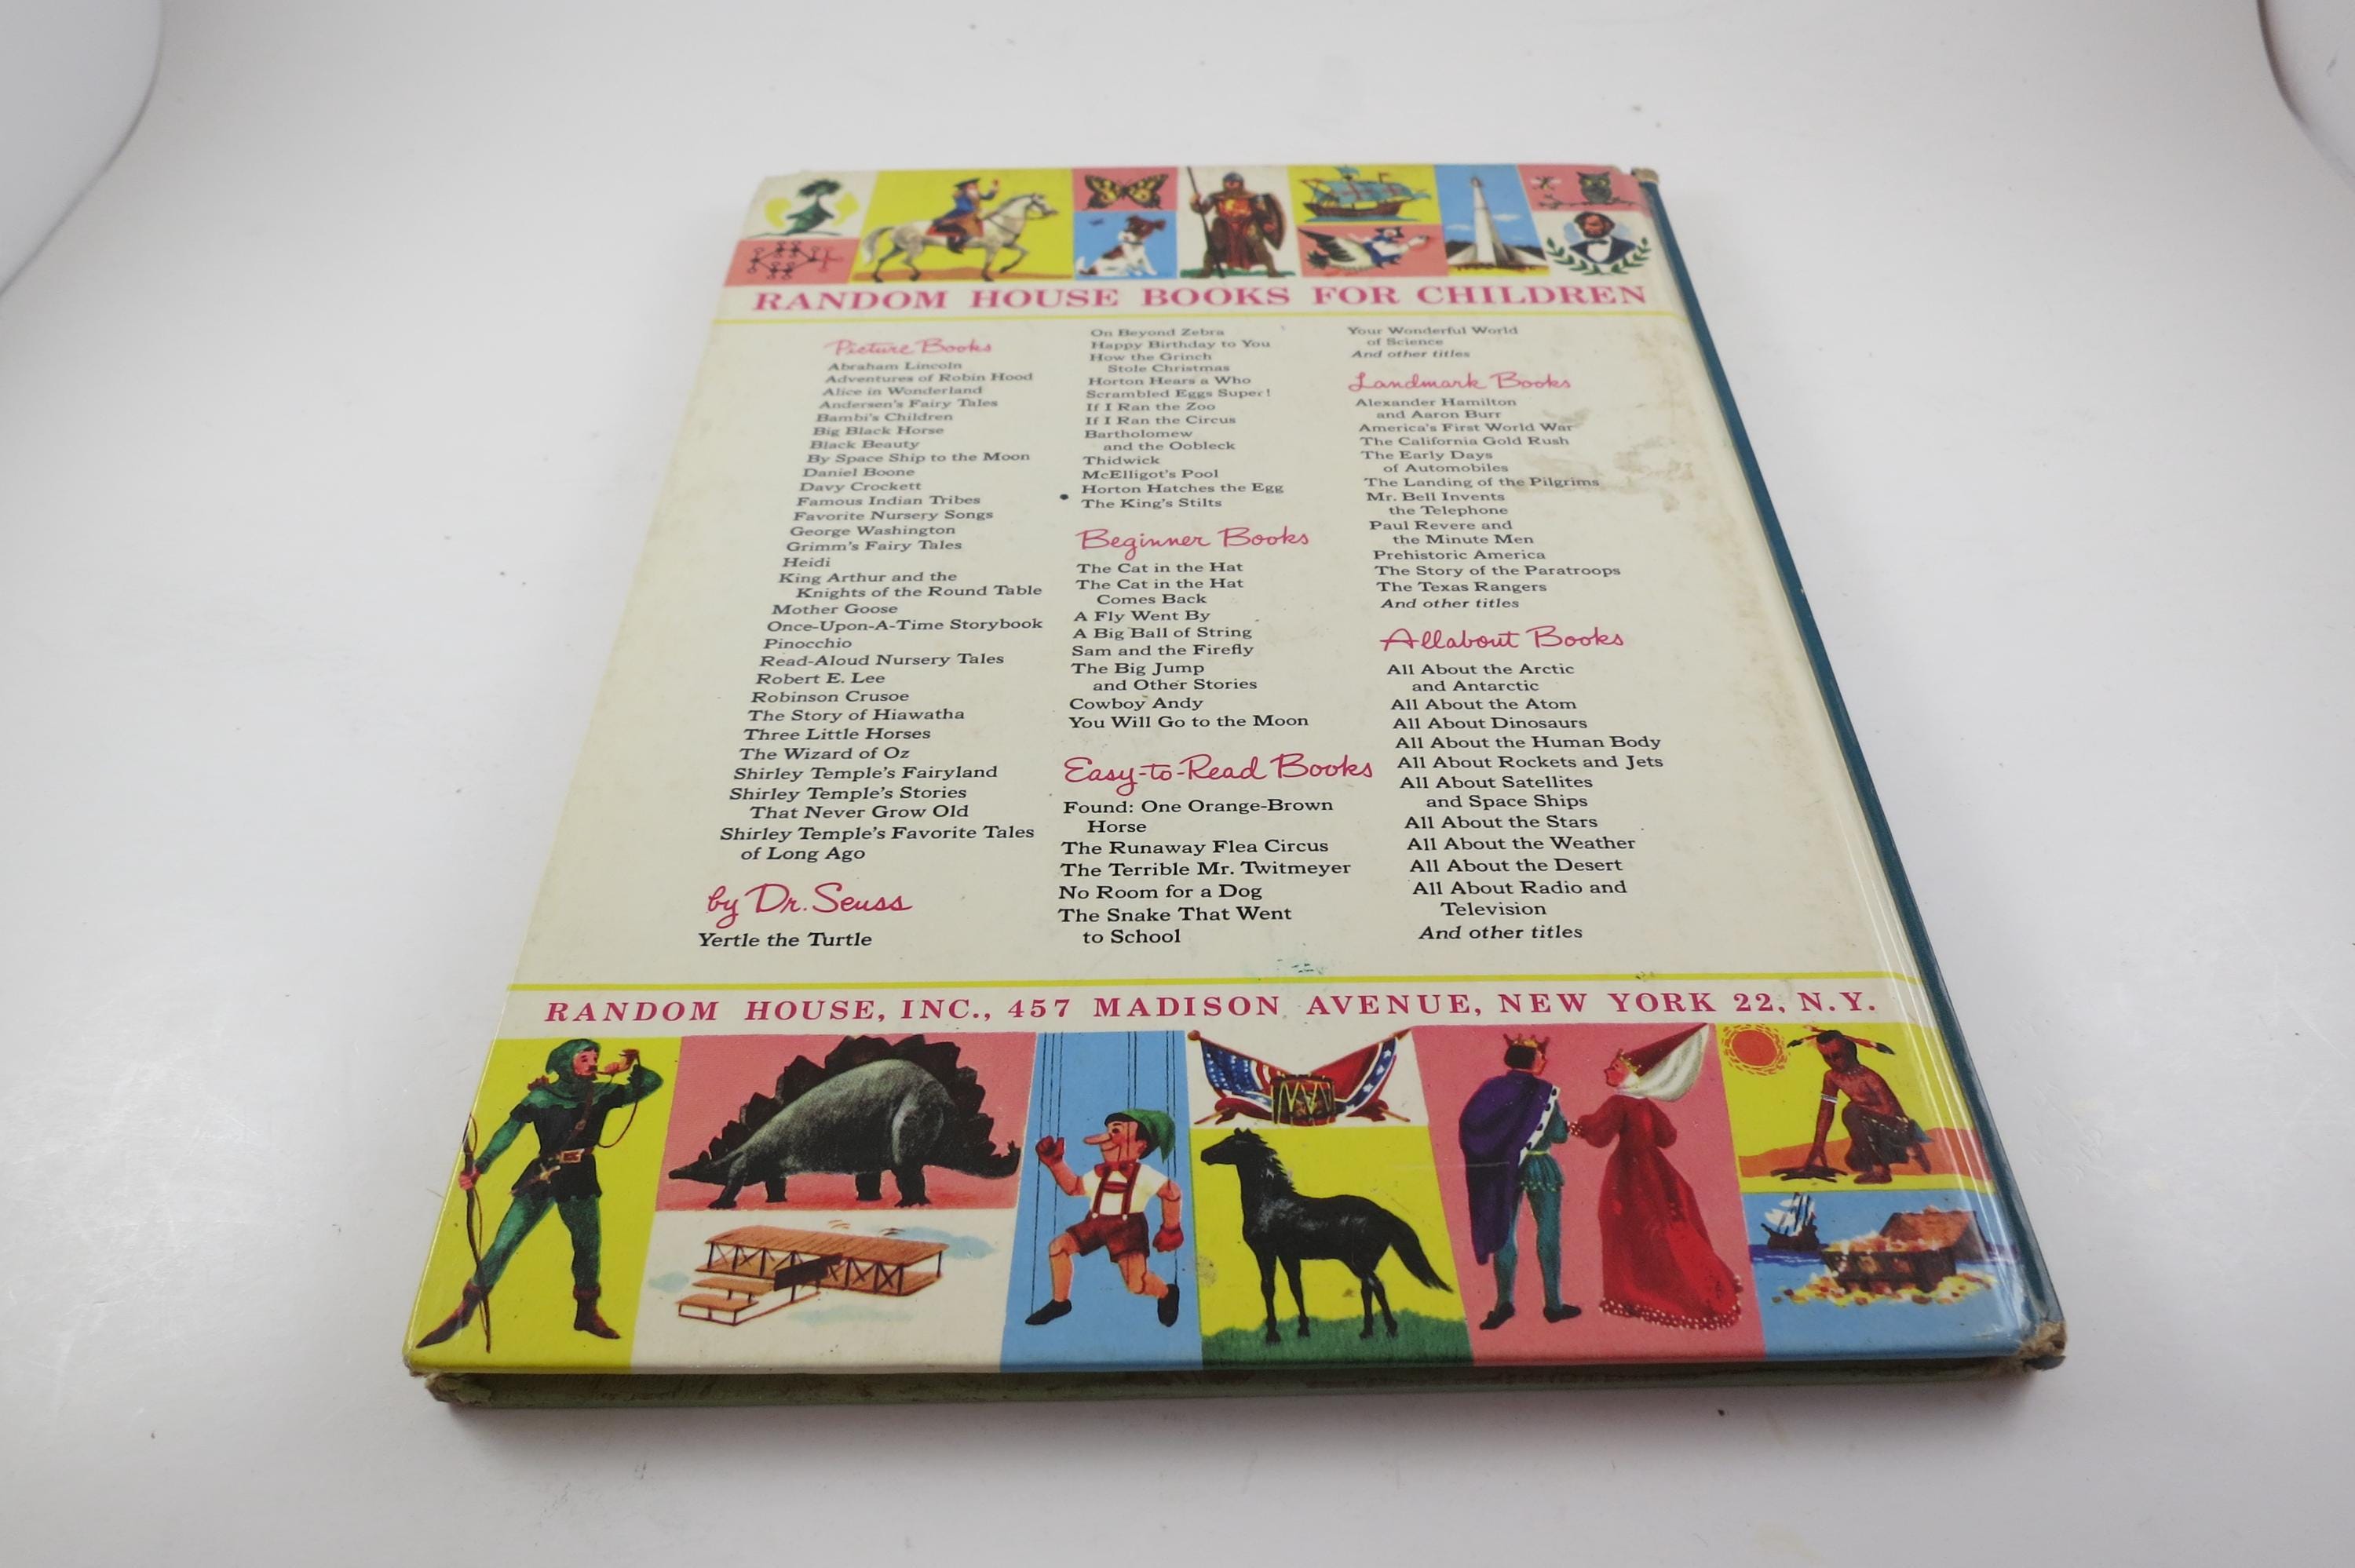 RANDOM HOUSE BOOKS FOR CHILDREN
Picture Books
Abraham Lincoln
Adventures of Robin Hood
Alice in Wonderland
Andersen's Fairy Tales
Bambi's Children
Big Black Horse
Black Beauty
By Space Ship to the Moon
Daniel Boone
Davy Crockett
Famous Indian Tribes
Favorite Nursery Songs
George Washington
Grimm's Fairy Tales
Heidi
King Arthur and the
Knights of the Round Table
Mother Goose
Once-Upon-A-Time Storybook
Pinocchio
Read-Aloud Nursery Tales
Robert E. Lee
Robinson Crusoe
The Story of Hiawatha
Three Little Horses
The Wizard of Oz
Shirley Temple's Fairyland
Shirley Temple's Stories
That Never Grow Old
Shirley Temple's Favorite Tales
of Long Ago
by Dr. Seuss
Yertle the Turtle
On Beyond Zebra
Happy Birthday to You
How the Grinch
Stole Christmas
Horton Hears a Who
Scrambled Eggs Super!
If I Ran the Zoo
If I Ran the Circus
Bartholomew
and the Oobleck
Thidwick
McElligot's Pool
Horton Hatches the Egg
The King's Stilts
Beginner Books
The Cat in the Hat
The Cat in the Hat
Comes Back
A Fly Went By
A Big Ball of String
Sam and the Firefly
The Big Jump
and Other Stories
Cowboy Andy
You Will Go to the Moon
Easy-to-Read Books
Found: One Orange-Brown
Horse
The Runaway Flea Circus
The Terrible Mr. Twitmeyer
No Room for a Dog
The Snake That Went
to School
Your Wonderful World
of Science
And other titles
Landmark Books
Alexander Hamilton
and Aaron Burr
America's First World War
The California Gold Rush
The Early Days
of Automobiles
The Landing of the Pilgrims
Mr. Bell Invents
the Telephone
Paul Revere and
the Minute Men
Prehistoric America
The Story of the Paratroops
The Texas Rangers
And other titles
Allabout Books
All About the Arctic
and Antarctic
All About the Atom
All About Dinosaurs
All About the Human Body
All About Rockets and Jets
All About Satellites
and Space Ships
All About the Stars
All About the Weather
All About the Desert
All About Radio and
Television
And other titles
RANDOM HOUSE, INC., 457 MADISON AVENUE, NEW YORK 22, N.Y.